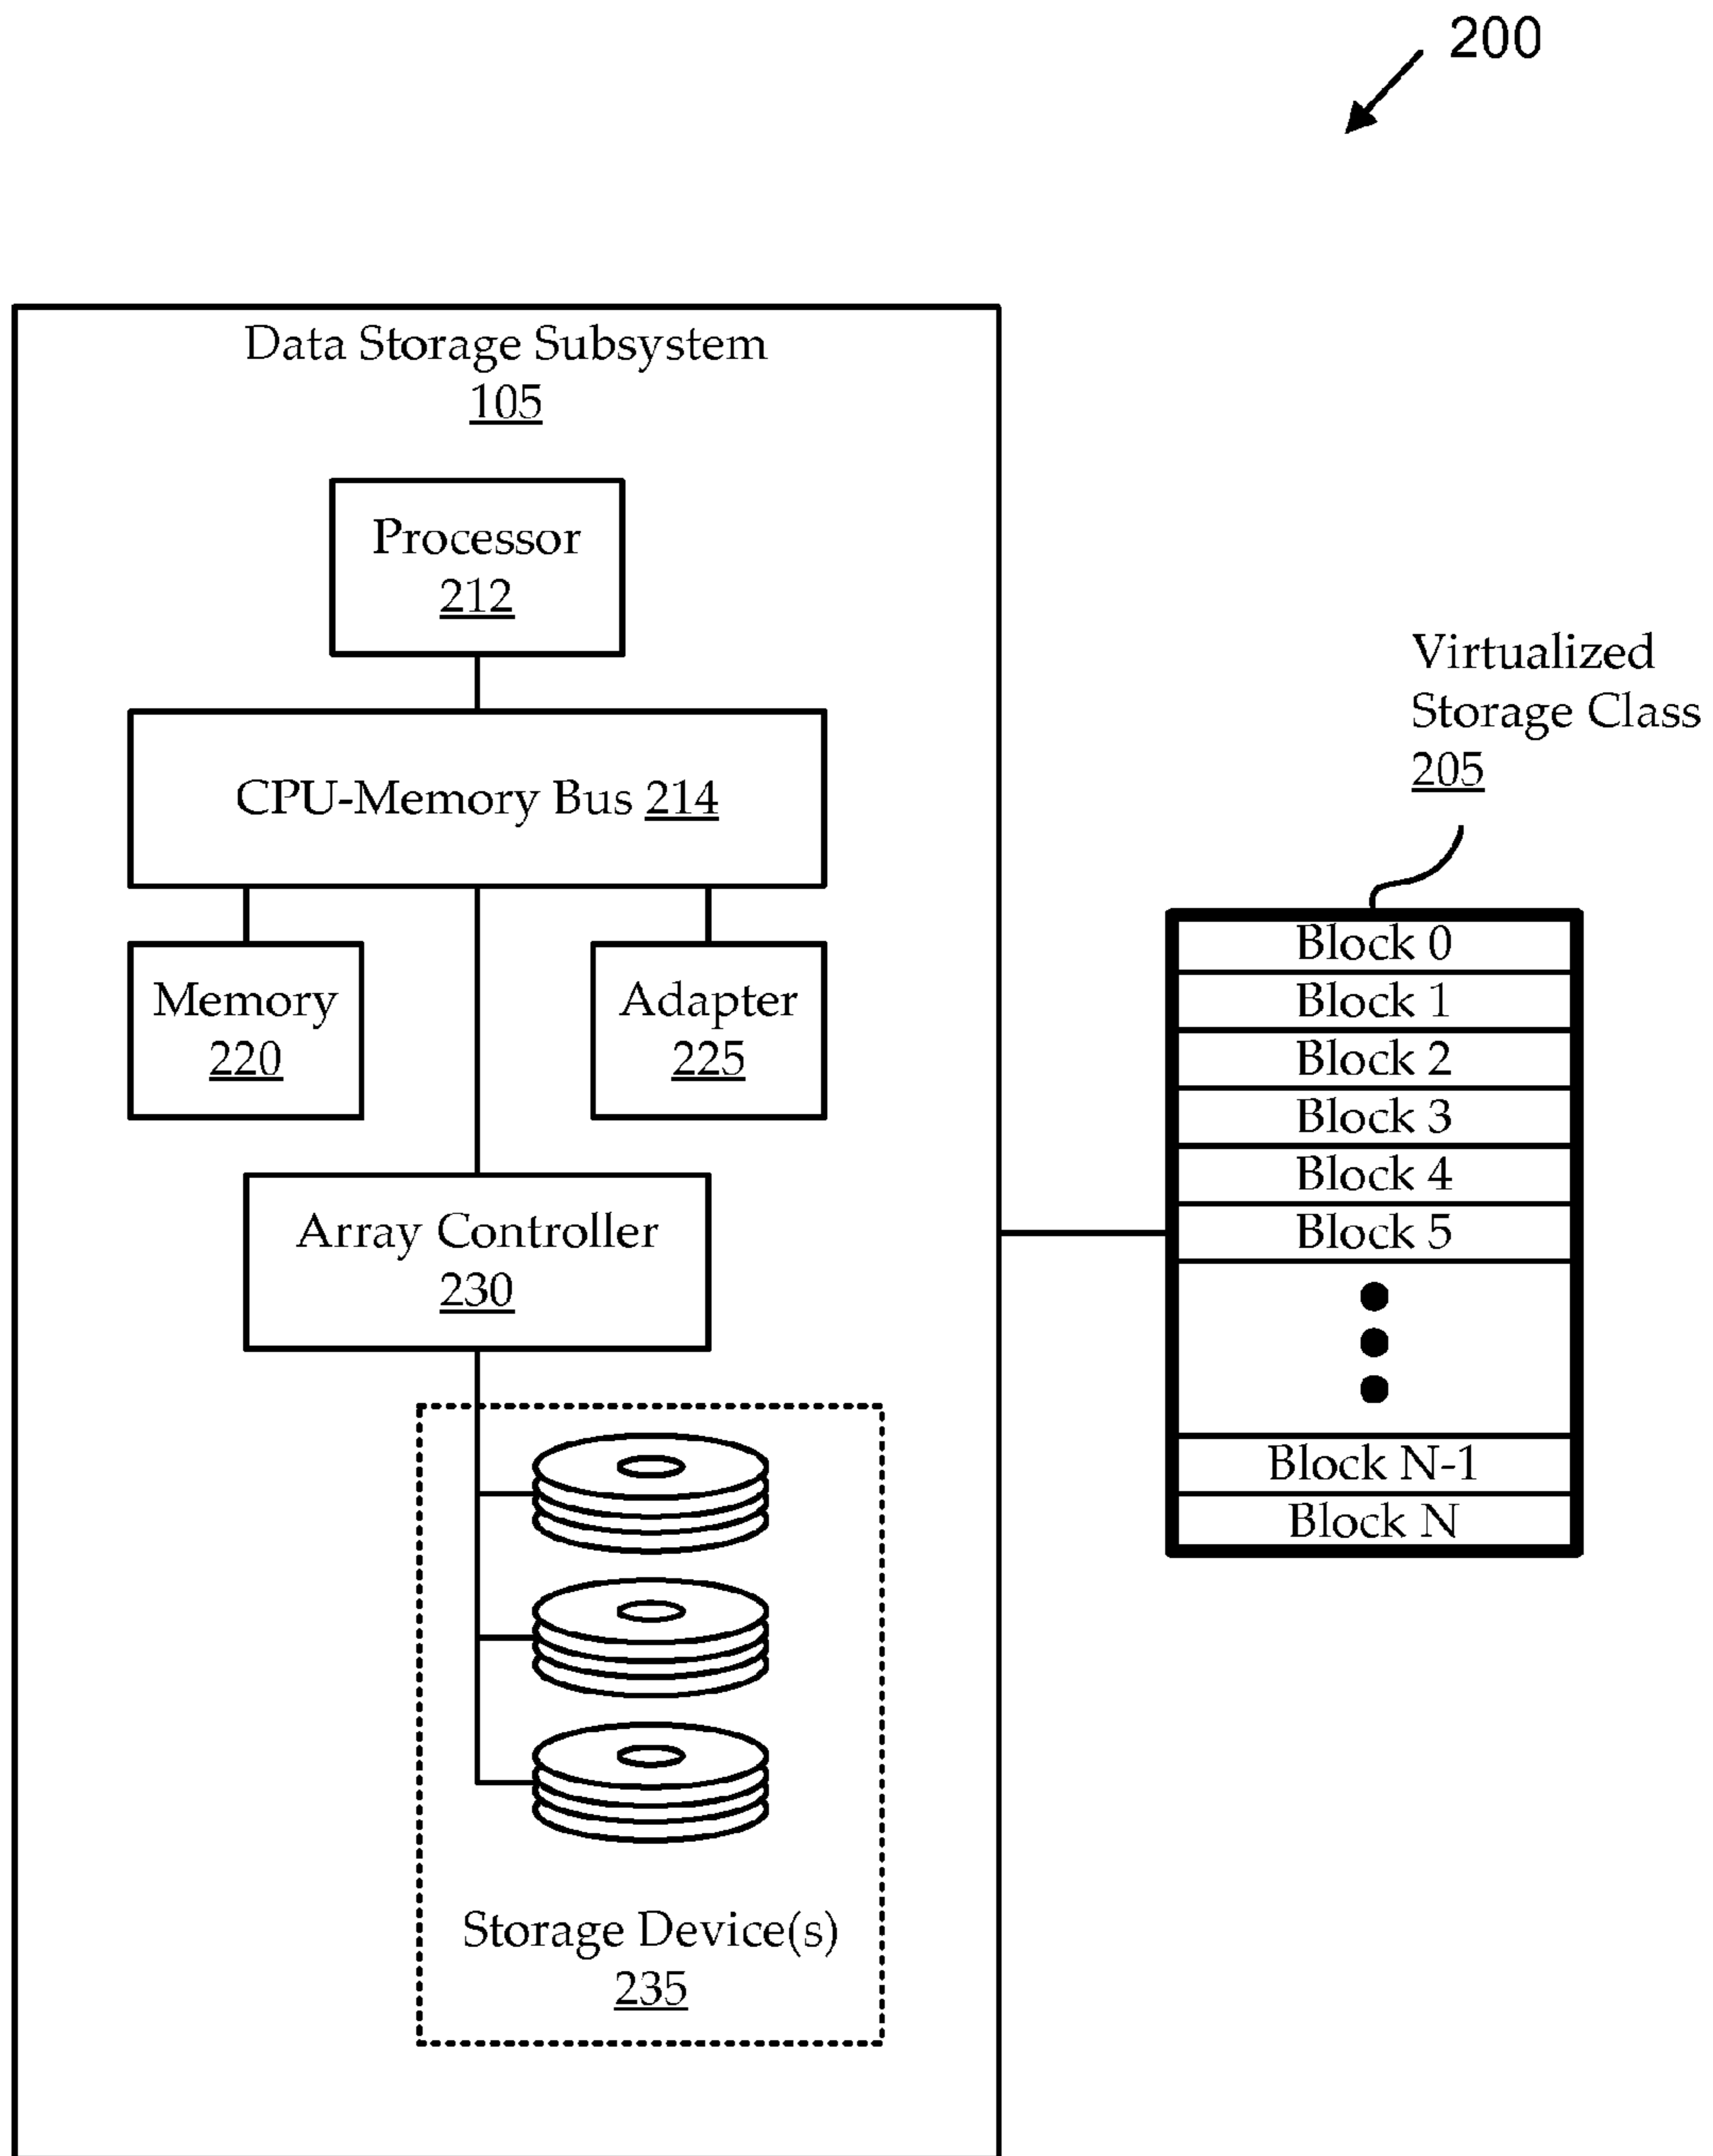 200
Data Storage Subsystem
105
Processor
212
CPU-Memory Bus 214
Memory
220
Adapter
225
Array Controller
230
Storage Device(s)
235
Virtualized
Storage Class
205
Block 0
Block 1
Block 2
Block 3
Block 4
Block 5
Block N-1
Block N